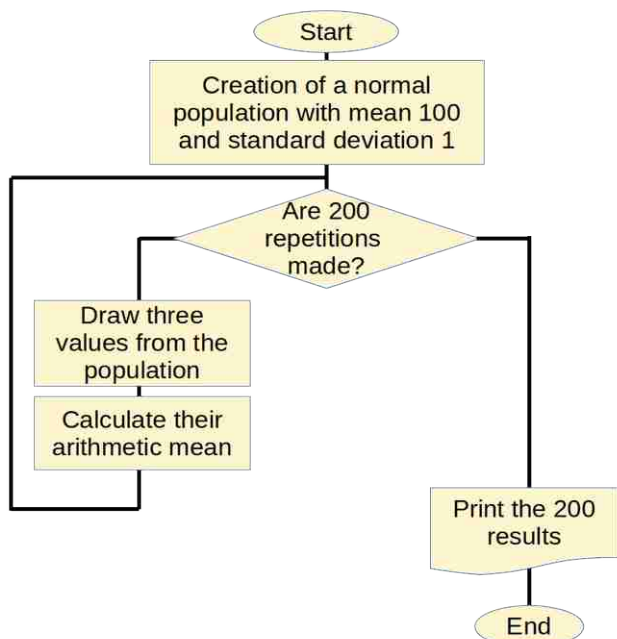 Start
Creation of a normal
population with mean 100
and standard deviation 1
Are 200
repetitions
made?
Draw three
values from the
population
Calculate their
arithmetic mean
Print the 200
results
End